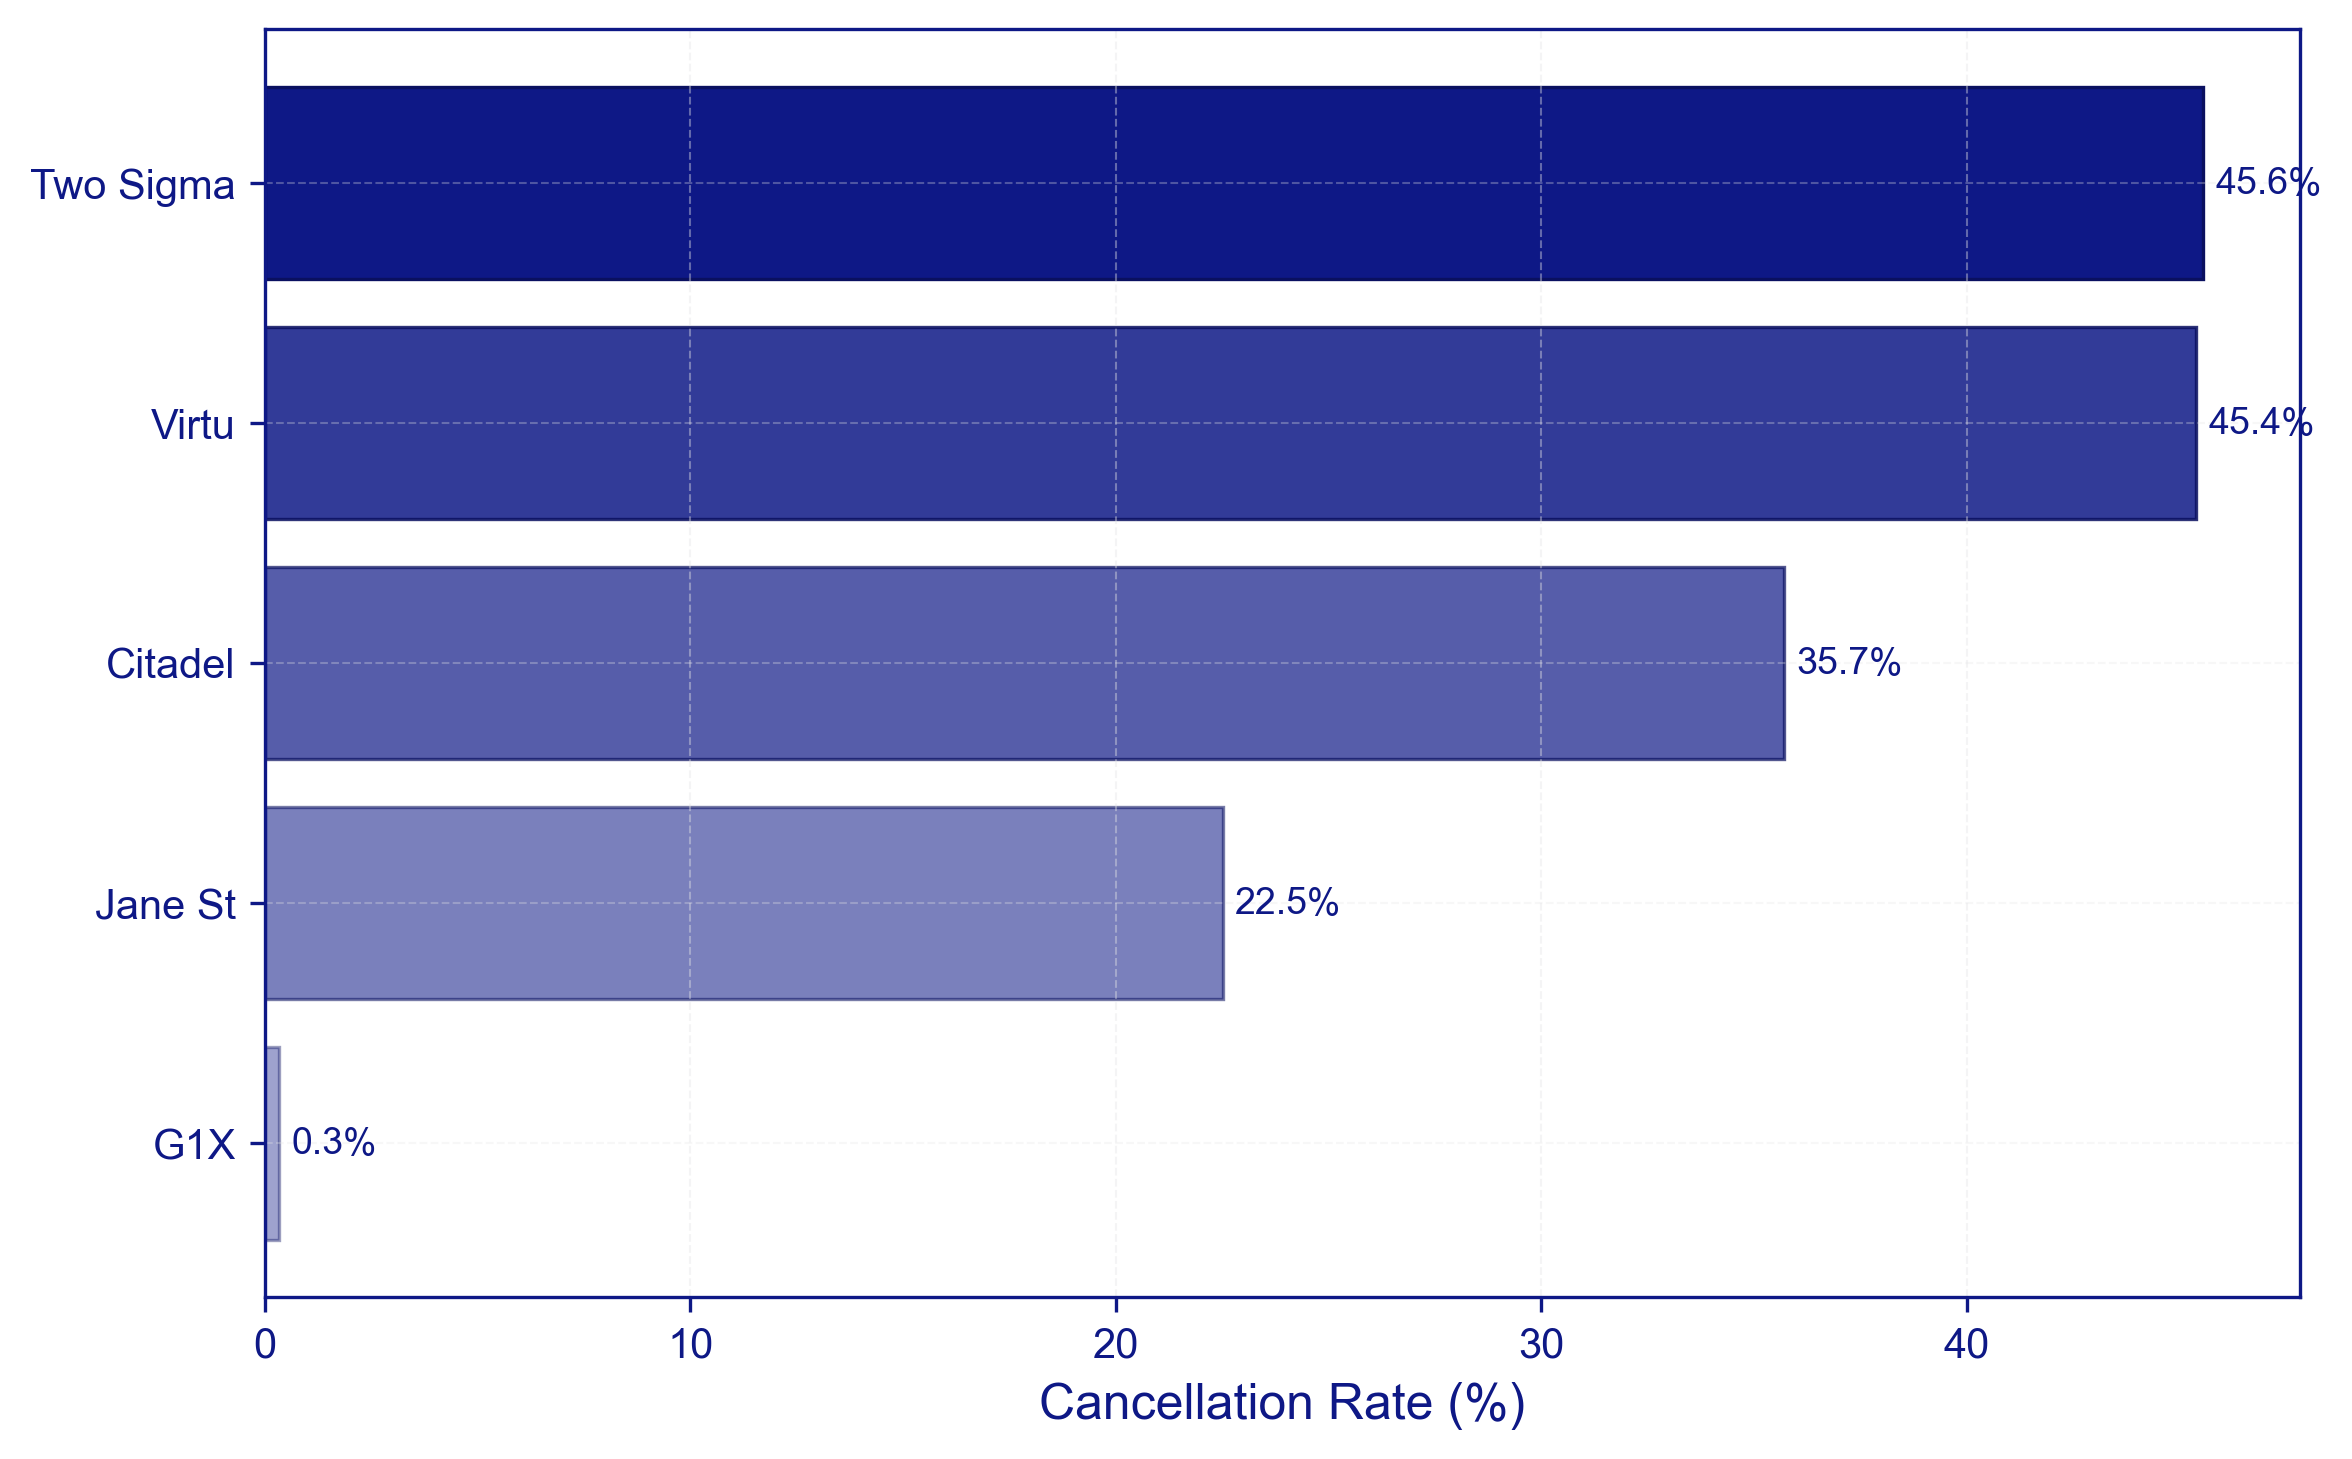 Two Sigma
45.6%
Virtu
45.4%
Citadel
35.7%
Jane St
22.5%
G1X
0.3%
0 10 20 30 40
Cancellation Rate (%)